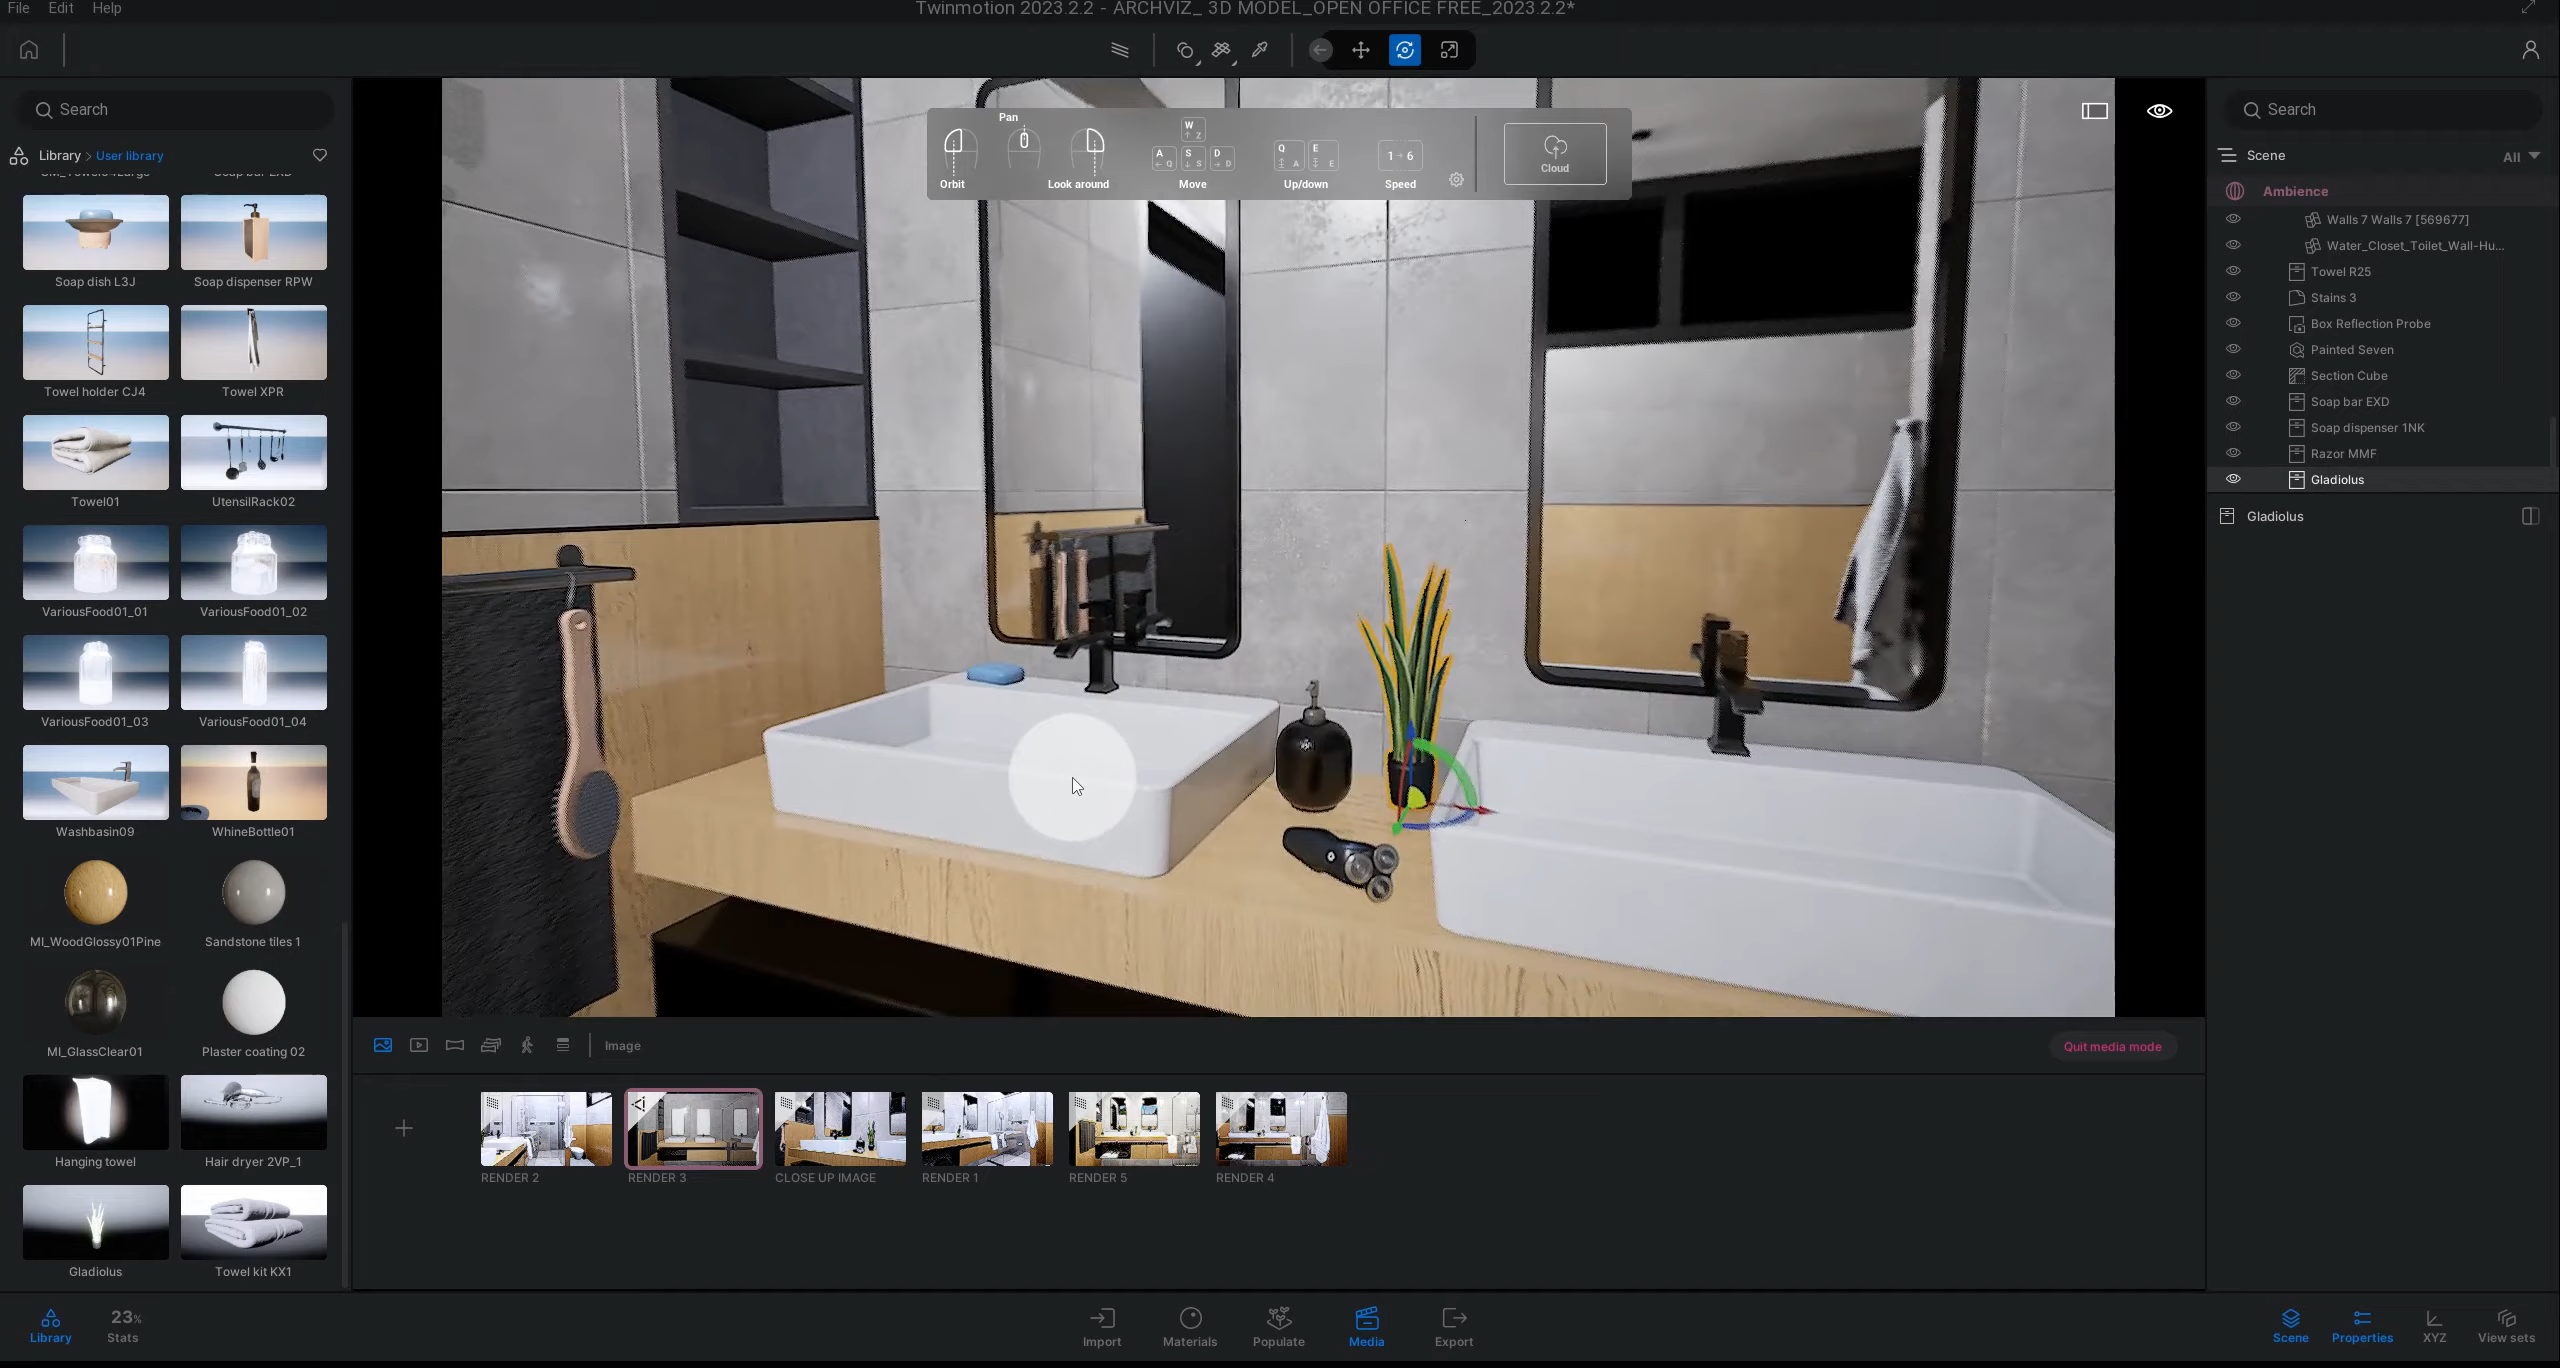 File Edit Help
Twinmotion 2023.2.2 - ARCHVIZ_ 3D MODEL_OPEN OFFICE FREE_2023.2.2*
Search
Library > User library
Soap dish L3J
Soap dispenser RPW
Towel holder CJ4
Towel XPR
Towel01
UtensilRack02
VariousFood01_01
VariousFood01_02
VariousFood01_03
VariousFood01_04
Washbasin09
WhineBottle01
MI_WoodGlossy01Pine
Sandstone tiles 1
MI_GlassClear01
Plaster coating 02
Hanging towel
Hair dryer 2VP_1
Gladiolus
Towel kit KX1
Pan
Orbit
Look around
W
Z
A S D
Q S D
Move
Q E
A E
Up/down
1 6
Speed
Cloud
Search
Scene
All
Ambience
Walls 7 Walls 7 [569677]
Water_Closet_Toilet_Wall-Hu...
Towel R25
Stains 3
Box Reflection Probe
Painted Seven
Section Cube
Soap bar EXD
Soap dispenser 1NK
Razor MMF
Gladiolus
Gladiolus
Image
Quit media mode
RENDER 2
RENDER 3
CLOSE UP IMAGE
RENDER 1
RENDER 5
RENDER 4
Library
23%
Stats
Import
Materials
Populate
Media
Export
Scene
Properties
XYZ
View sets